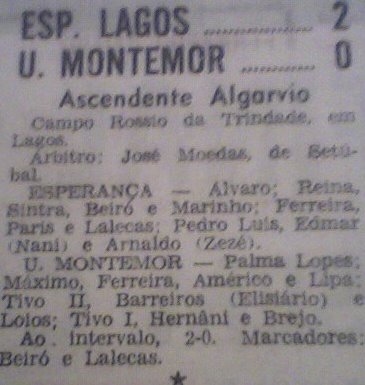 ESP. LAGOS .................. 2
U. MONTEMOR ............ 0
Ascendente Algarvio
Campo Rossio da Trindade, em
Lagos.
Árbitro: José Moedas, de Setú-
bal.
ESPERANÇA — Alvaro; Reina,
Sintra, Beiró e Marinho; Ferreira,
Paris e Lalecas; Pedro Luís, Edmar
(Nani) e Arnaldo (Zezé).
U. MONTEMOR — Palma Lopes;
Máximo, Ferreira, Américo e Lipa;
Tivo II, Barreiros (Elisiário) e
Loios; Tivo I, Hernâni e Brejo.
Ao intervalo, 2-0. Marcadores:
Beiró e Lalecas.
★